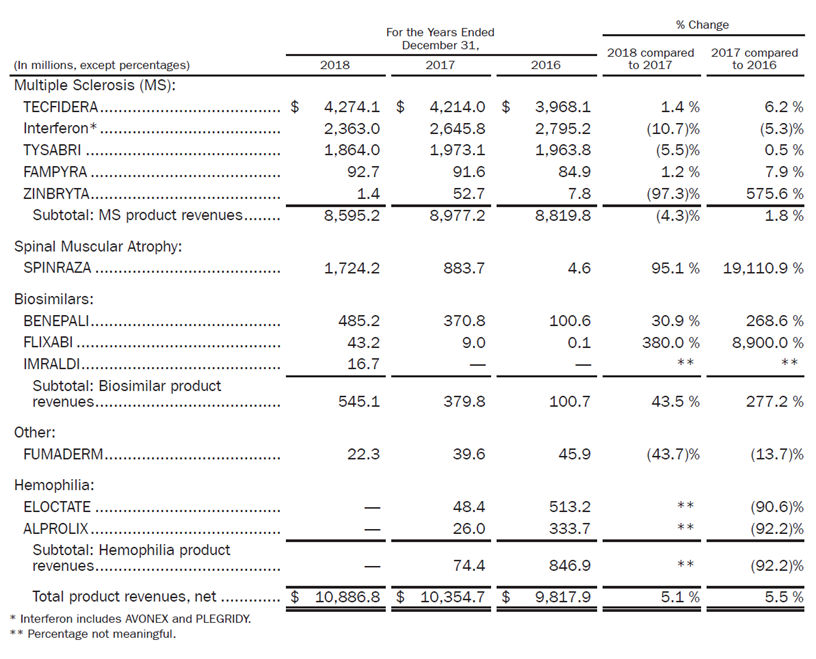 % Change
For the Years Ended
December 31,
2018 compared 2017 compared
(In millions, except percentages) 2018 2017 2016 to 2017 to 2016
Multiple Sclerosis (MS):
TECFIDERA........................................ $ 4,274.1 $ 4,214.0 $ 3,968.1 1.4 % 6.2 %
Interferon*........................................ 2,363.0 2,645.8 2,795.2 (10.7)% (5.3)%
TYSABRI ........................................ 1,864.0 1,973.1 1,963.8 (5.5)% 0.5 %
FAMPYRA ........................................ 92.7 91.6 84.9 1.2 % 7.9 %
ZINBRYTA........................................ 1.4 52.7 7.8 (97.3)% 575.6 %
Subtotal: MS product revenues........ 8,595.2 8,977.2 8,819.8 (4.3)% 1.8 %
Spinal Muscular Atrophy:
SPINRAZA ........................................ 1,724.2 883.7 4.6 95.1 % 19,110.9 %
Biosimilars:
BENEPALI........................................ 485.2 370.8 100.6 30.9 % 268.6 %
FLIXABI ........................................ 43.2 9.0 0.1 380.0 % 8,900.0 %
IMRALDI........................................ 16.7 — — ** **
Subtotal: Biosimilar product
revenues........................................ 545.1 379.8 100.7 43.5 % 277.2 %
Other:
FUMADERM........................................ 22.3 39.6 45.9 (43.7)% (13.7)%
Hemophilia:
ELOCTATE ........................................ — 48.4 513.2 ** (90.6)%
ALPROLIX........................................ — 26.0 333.7 ** (92.2)%
Subtotal: Hemophilia product
revenues........................................ — 74.4 846.9 ** (92.2)%
Total product revenues, net ............. $ 10,886.8 $ 10,354.7 $ 9,817.9 5.1 % 5.5 %
* Interferon includes AVONEX and PLEGRIDY.
** Percentage not meaningful.